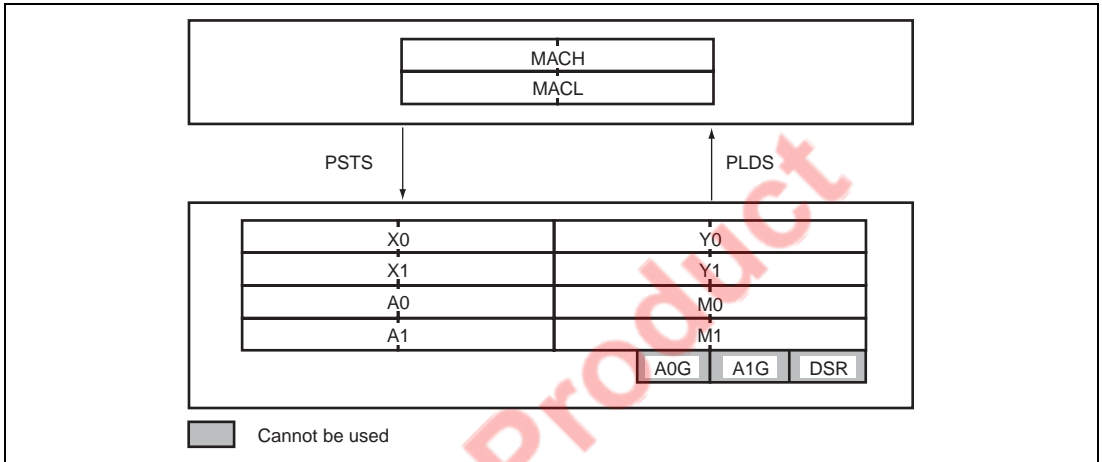 MACH
MACL
PSTS
PLDS
X0 Y0
X1 Y1
A0 M0
A1 M1
A0G A1G DSR
Cannot be used
Product